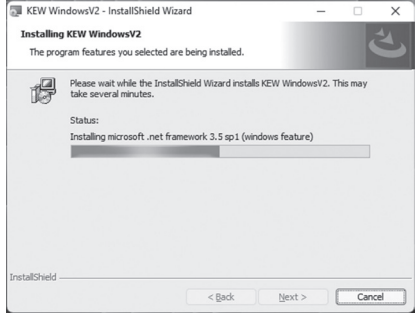 KEW WindowsV2 - InstallShield Wizard
Installing KEW WindowsV2
The program features you selected are being installed.
Please wait while the InstallShield Wizard installs KEW WindowsV2. This may
take several minutes.
Status:
Installing microsoft .net framework 3.5 sp1 (windows feature)
InstallShield
< Back Next > Cancel